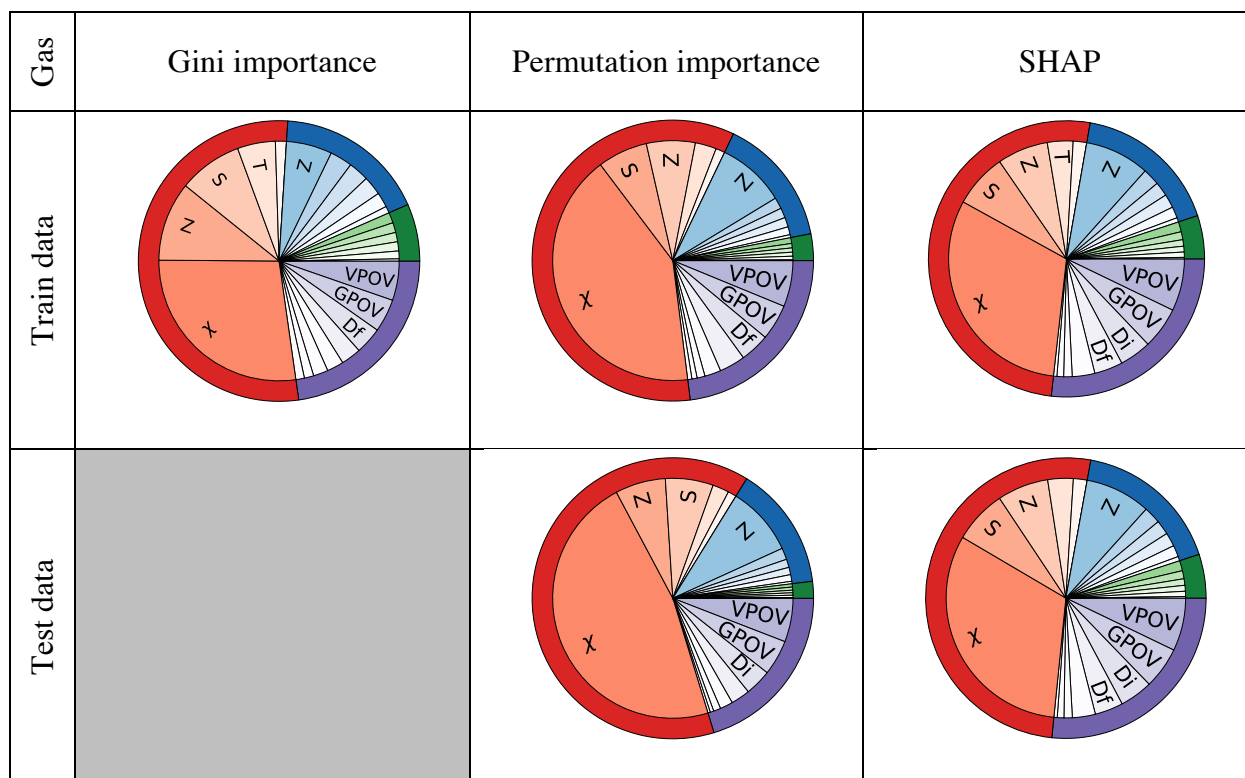 Gas Gini importance Permutation importance SHAP
Train data
T
S
Z
χ
Z
VPOV
GPOV
Df
S
Z
Z
χ
VPOV
GPOV
Df
T
Z
S
Z
χ
VPOV
GPOV
Di
Df
Test data
Z
S
Z
χ
VPOV
GPOV
Di
Z
S
Z
χ
VPOV
GPOV
Di
Df